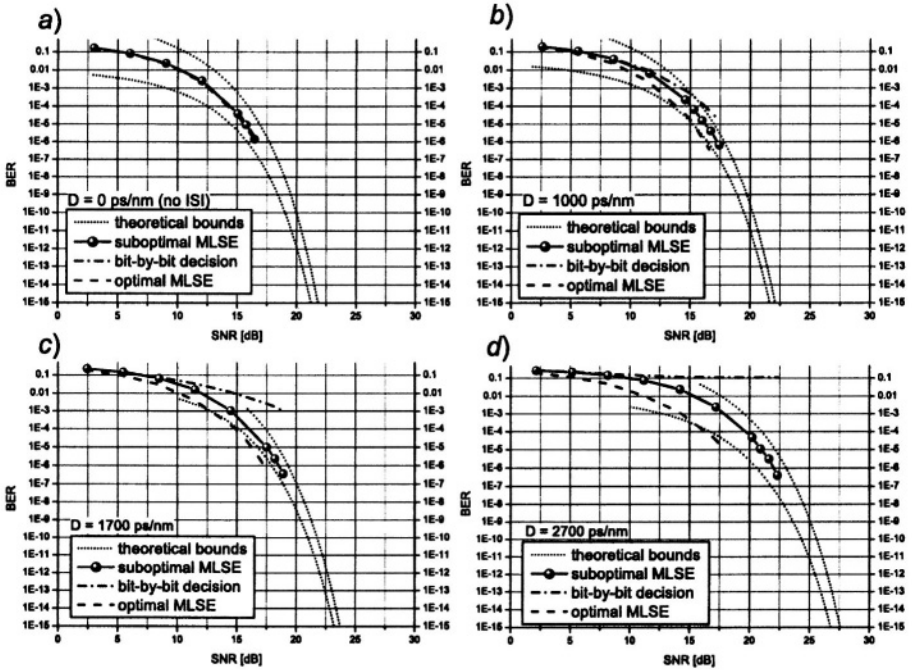 a)
BER
0.1
0.01
1E-3
1E-4
1E-5
1E-6
1E-7
1E-8
1E-9
1E-10
1E-11
1E-12
1E-13
1E-14
1E-15
0.1
0.01
1E-3
1E-4
1E-5
1E-6
1E-7
1E-8
1E-9
1E-10
1E-11
1E-12
1E-13
1E-14
1E-15
D = 0 ps/nm (no ISI)
theoretical bounds
suboptimal MLSE
bit-by-bit decision
optimal MLSE
0 5 10 15 20 25 30
SNR [dB]
b)
BER
0.1
0.01
1E-3
1E-4
1E-5
1E-6
1E-7
1E-8
1E-9
1E-10
1E-11
1E-12
1E-13
1E-14
1E-15
0.1
0.01
1E-3
1E-4
1E-5
1E-6
1E-7
1E-8
1E-9
1E-10
1E-11
1E-12
1E-13
1E-14
1E-15
D = 1000 ps/nm
theoretical bounds
suboptimal MLSE
bit-by-bit decision
optimal MLSE
0 5 10 15 20 25 30
SNR [dB]
c)
BER
0.1
0.01
1E-3
1E-4
1E-5
1E-6
1E-7
1E-8
1E-9
1E-10
1E-11
1E-12
1E-13
1E-14
1E-15
0.1
0.01
1E-3
1E-4
1E-5
1E-6
1E-7
1E-8
1E-9
1E-10
1E-11
1E-12
1E-13
1E-14
1E-15
D = 1700 ps/nm
theoretical bounds
suboptimal MLSE
bit-by-bit decision
optimal MLSE
0 5 10 15 20 25 30
SNR [dB]
d)
BER
0.1
0.01
1E-3
1E-4
1E-5
1E-6
1E-7
1E-8
1E-9
1E-10
1E-11
1E-12
1E-13
1E-14
1E-15
0.1
0.01
1E-3
1E-4
1E-5
1E-6
1E-7
1E-8
1E-9
1E-10
1E-11
1E-12
1E-13
1E-14
1E-15
D = 2700 ps/nm
theoretical bounds
suboptimal MLSE
bit-by-bit decision
optimal MLSE
0 5 10 15 20 25 30
SNR [dB]